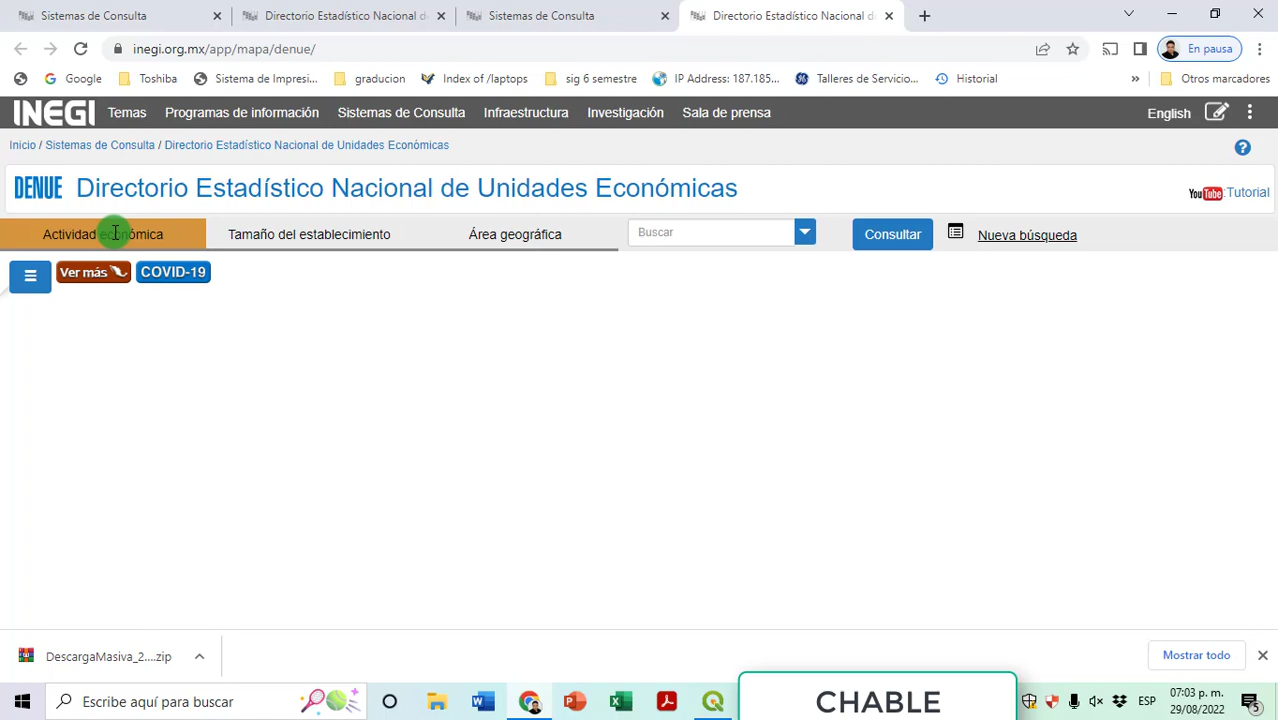 Sistemas de Consulta
Directorio Estadístico Nacional d
Sistemas de Consulta
Directorio Estadístico Nacional d
inegi.org.mx/app/mapa/denue/
En pausa
Google
Toshiba
Sistema de Impresi...
graducion
Index of /laptops
sig 6 semestre
IP Address: 187.185...
Talleres de Servicio...
Historial
»
Otros marcadores
INEGI
Temas
Programas de información
Sistemas de Consulta
Infraestructura
Investigación
Sala de prensa
English
Inicio / Sistemas de Consulta / Directorio Estadístico Nacional de Unidades Económicas
?
DENUE Directorio Estadístico Nacional de Unidades Económicas
YouTube:Tutorial
Actividad económica
Tamaño del establecimiento
Área geográfica
Buscar
Consultar
Nueva búsqueda
Ver más
COVID-19
DescargaMasiva_2....zip
Mostrar todo
Escribe aquí para buscar
CHABLE
ESP
07:03 p. m.
29/08/2022
5